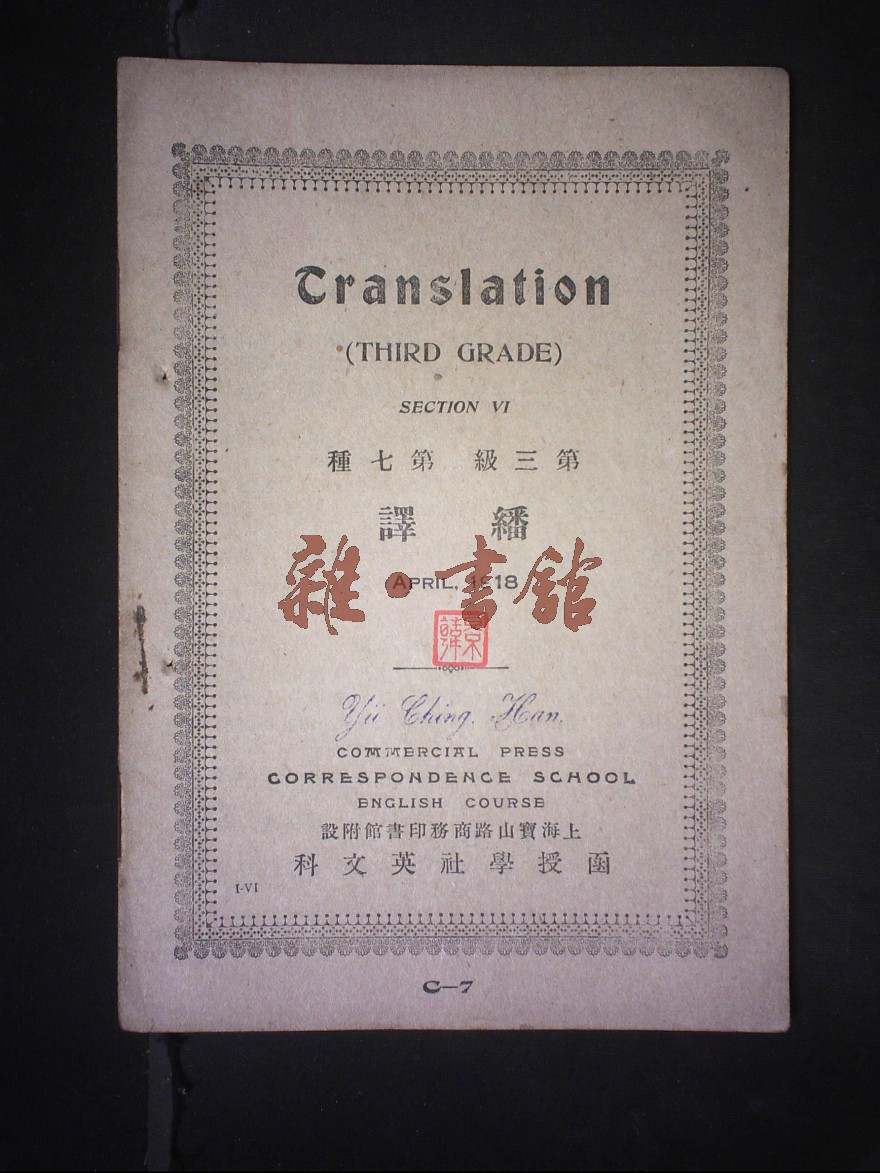 Translation
(THIRD GRADE)
SECTION VI
第三級 第七種
繙譯
APRIL, 1918
雜·書館
Yü Ching Han.
COMMERCIAL PRESS
CORRESPONDENCE SCHOOL
ENGLISH COURSE
上海寶山路商務印書館附設
函授學社英文科
I-VI
C—7